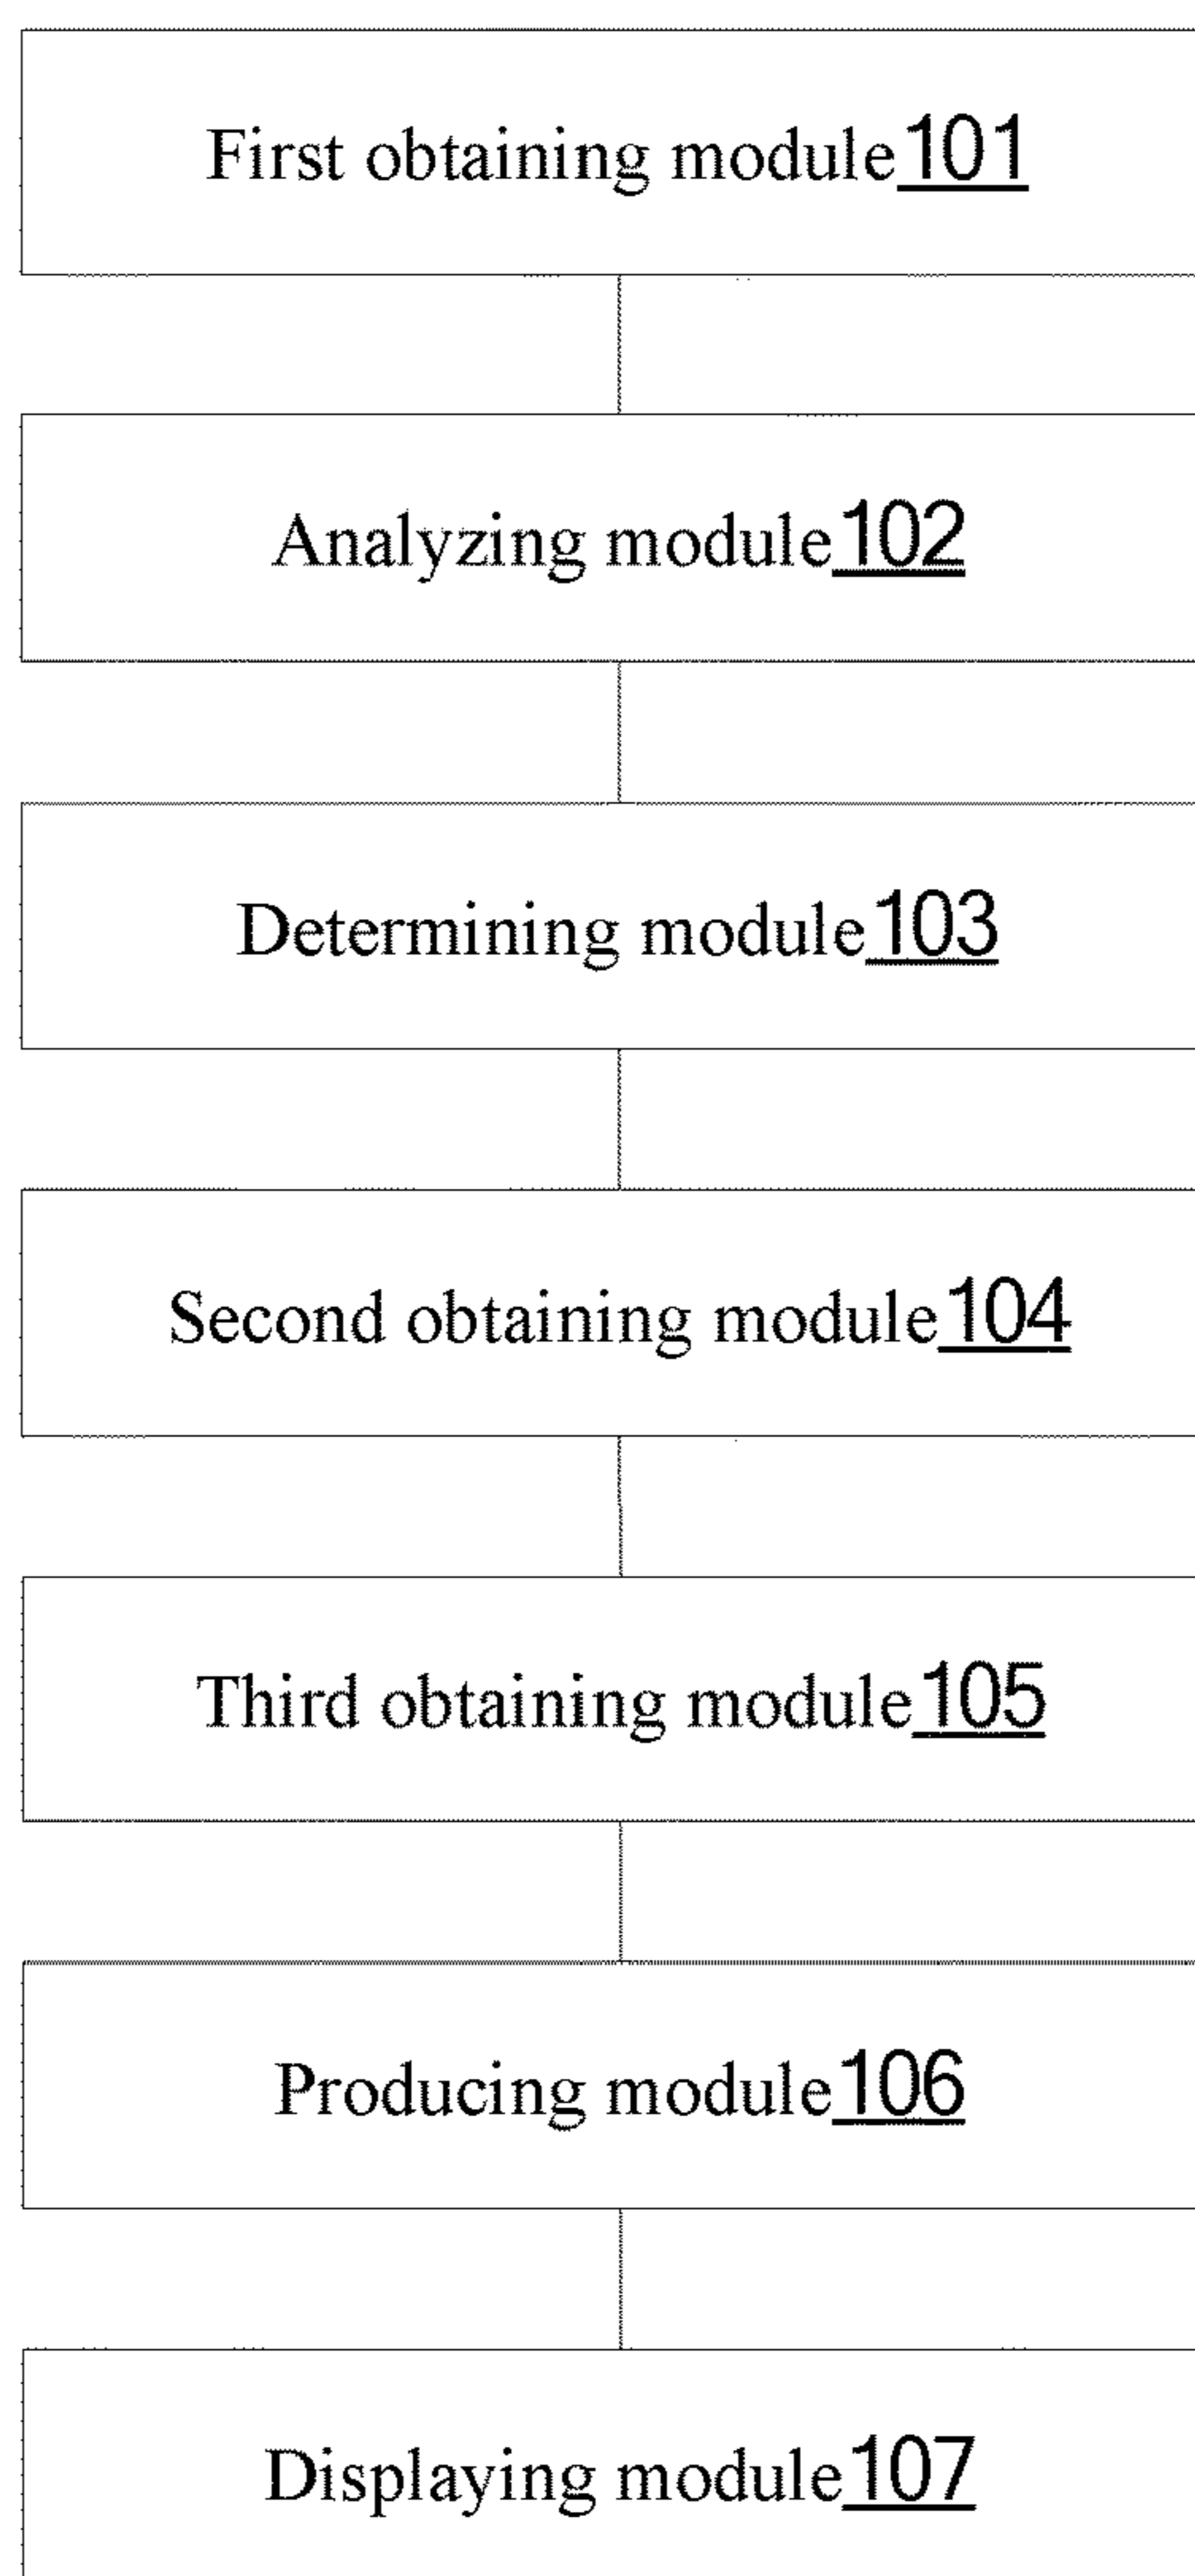 First obtaining module101
Analyzing module102
Determining module103
Second obtaining module104
Third obtaining module105
Producing module106
Displaying module107